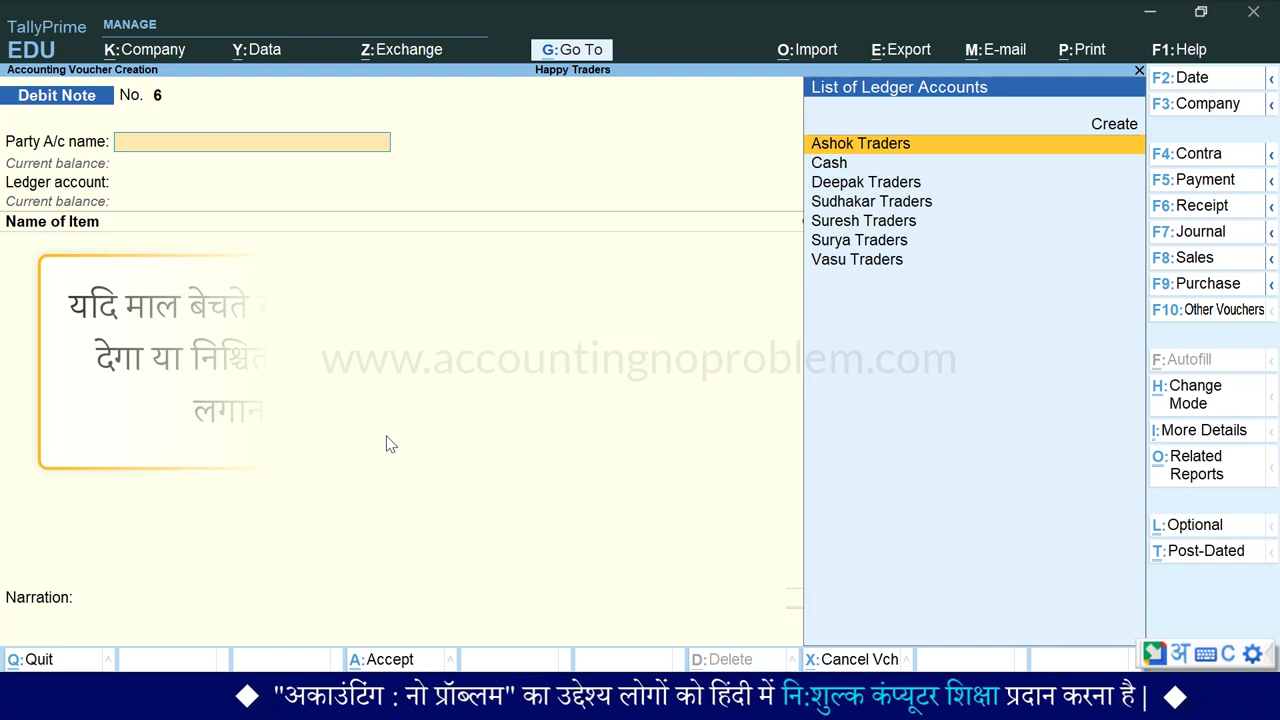 TallyPrime
EDU
MANAGE
K:Company
Y:Data
Z:Exchange
G:Go To
O:Import
E:Export
M:E-mail
P:Print
F1:Help
Accounting Voucher Creation
Happy Traders
Debit Note No. 6
Party A/c name:
Current balance:
Ledger account:
Current balance:
Name of Item
यदि माल बेचते
देगा या निश्चित
लगान
www.accountingnoproblem.com
Narration:
List of Ledger Accounts
Create
Ashok Traders
Cash
Deepak Traders
Sudhakar Traders
Suresh Traders
Surya Traders
Vasu Traders
F2:Date
F3:Company
F4:Contra
F5:Payment
F6:Receipt
F7:Journal
F8:Sales
F9:Purchase
F10:Other Vouchers
F:Autofill
H:Change
Mode
I:More Details
O:Related
Reports
L:Optional
T:Post-Dated
Q:Quit
A:Accept
D:Delete
X:Cancel Vch
अ C
"अकाउंटिंग : नो प्रॉब्लम" का उद्देश्य लोगों को हिंदी में नि:शुल्क कंप्यूटर शिक्षा प्रदान करना है |